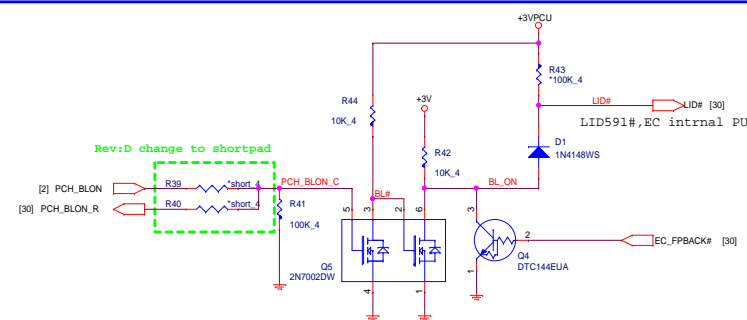 +3VPCU
R43
*100K_4
LID#
LID# [30]
LID591#,EC intrnal PU
R44
10K_4
+3V
R42
10K_4
D1
1N4148WS
Rev:D change to shortpad
[2] PCH_BLON
R39
*short_4
PCH_BLON_C
BL#
BL_ON
[30] PCH_BLON_R
R40
*short_4
R41
100K_4
5
3
2
6
3
2
EC_FPBACK# [30]
Q5
2N7002DW
Q4
DTC144EUA
4
1
1